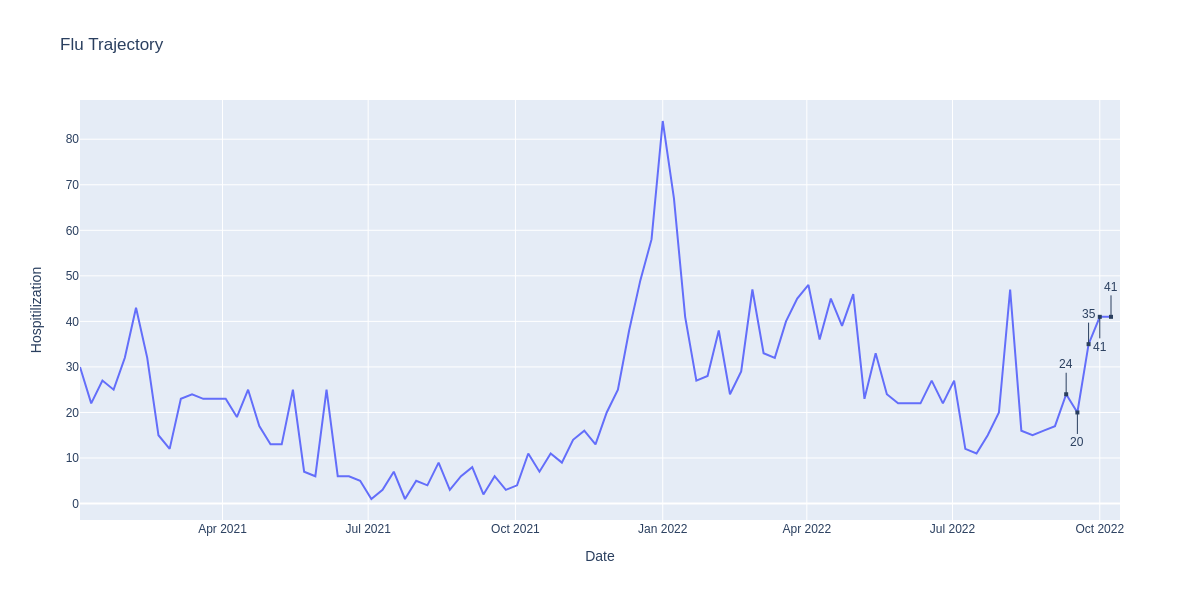 Flu Trajectory
80
70
60
50
40
30
20
10
0
Hospitilization
24
20
35
41
41
Apr 2021
Jul 2021
Oct 2021
Jan 2022
Apr 2022
Jul 2022
Oct 2022
Date